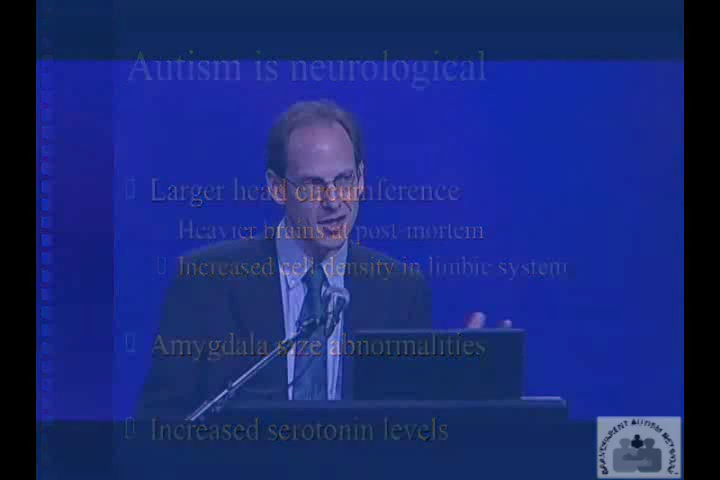 Autism is neurological
Larger head circumference
Heavier brains at post-mortem
Increased cell density in limbic system
Amygdala size abnormalities
Increased serotonin levels